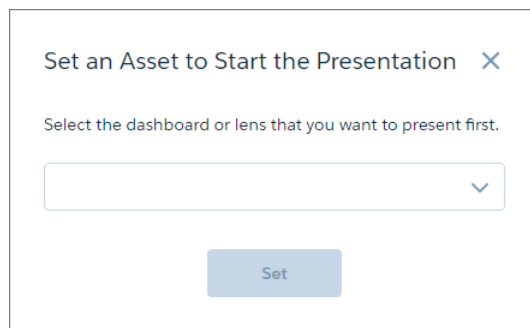 Set an Asset to Start the Presentation
Select the dashboard or lens that you want to present first.
Set